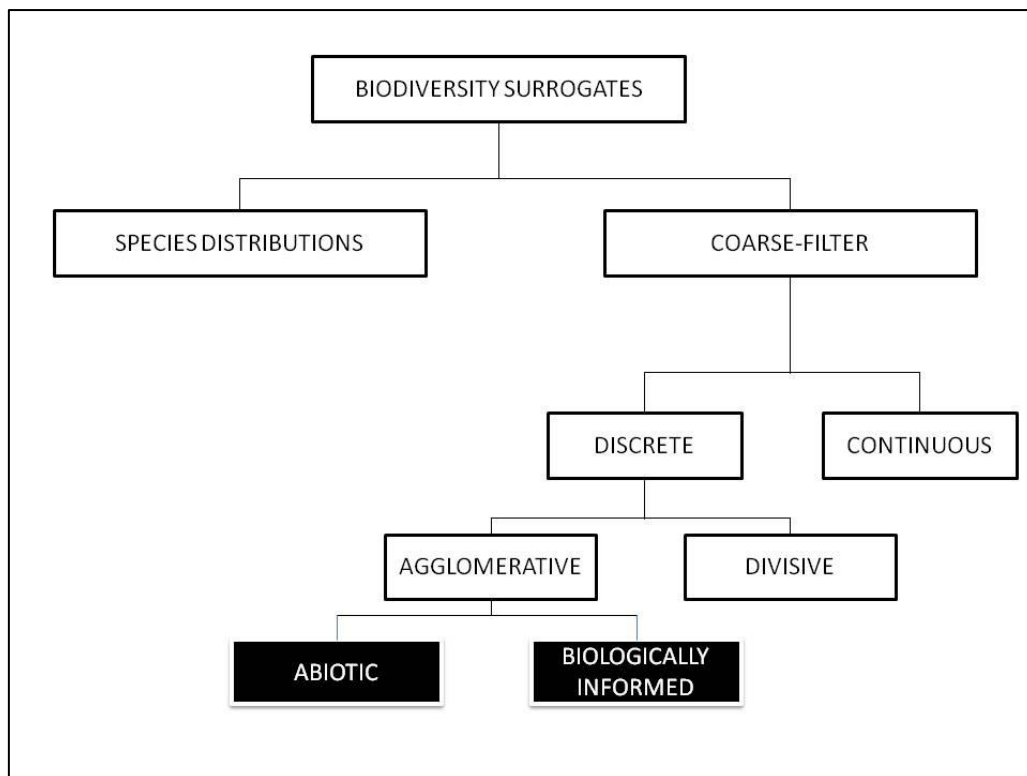 BIODIVERSITY SURROGATES
SPECIES DISTRIBUTIONS
COARSE-FILTER
DISCRETE
CONTINUOUS
AGGLOMERATIVE
DIVISIVE
ABIOTIC
BIOLOGICALLY
INFORMED